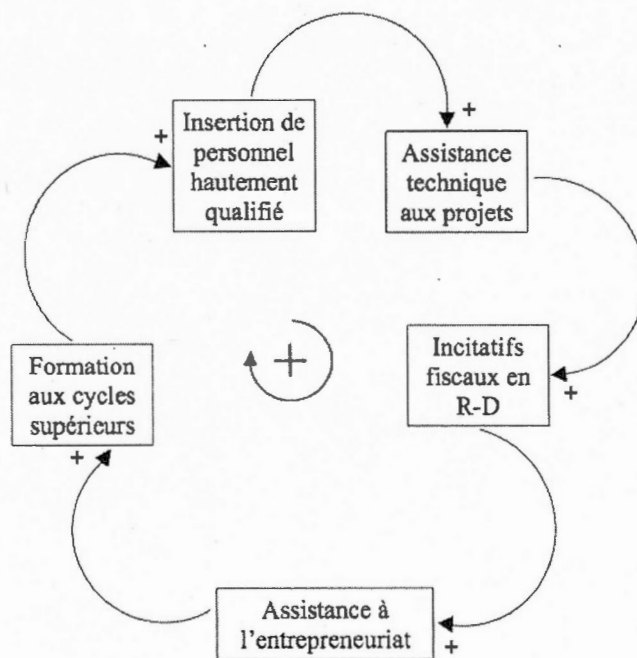 Insertion de
personnel
hautement
qualifié
+
Assistance
technique
aux projets
+
Incitatifs
fiscaux en
R-D
+
Assistance à
l'entrepreneuriat
+
Formation
aux cycles
supérieurs
+
+